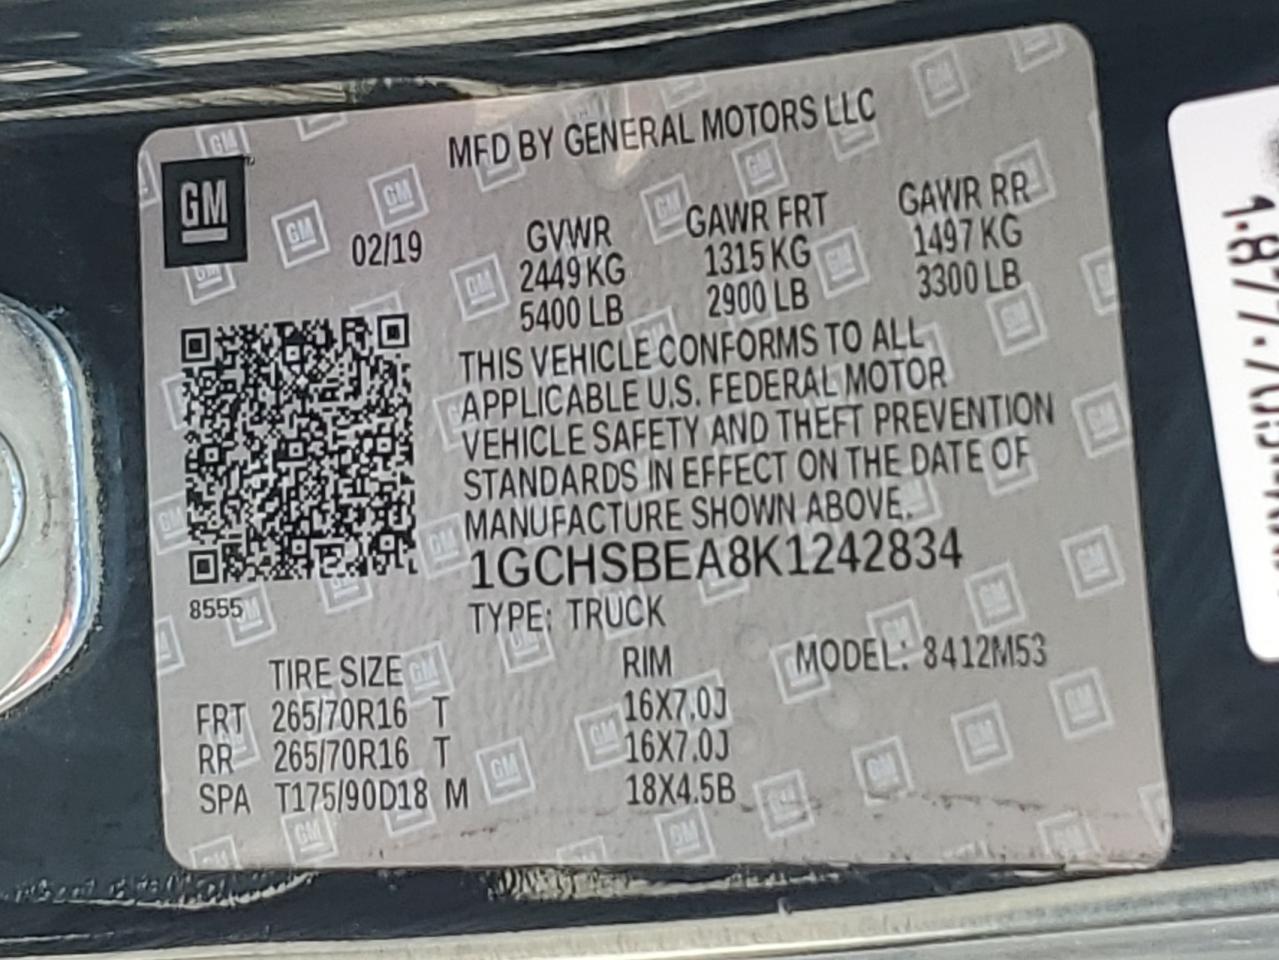 MFD BY GENERAL MOTORS LLC
GM
02/19
GVWR GAWR FRT GAWR RR
2449 KG 1315 KG 1497 KG
5400 LB 2900 LB 3300 LB
THIS VEHICLE CONFORMS TO ALL
APPLICABLE U.S. FEDERAL MOTOR
VEHICLE SAFETY AND THEFT PREVENTION
STANDARDS IN EFFECT ON THE DATE OF
MANUFACTURE SHOWN ABOVE.
1GCHSBEA8K1242834
8555
TYPE: TRUCK
MODEL: 8412M53
TIRE SIZE RIM
FRT 265/70R16 T 16X7.0J
RR 265/70R16 T 16X7.0J
SPA T175/90D18 M 18X4.5B